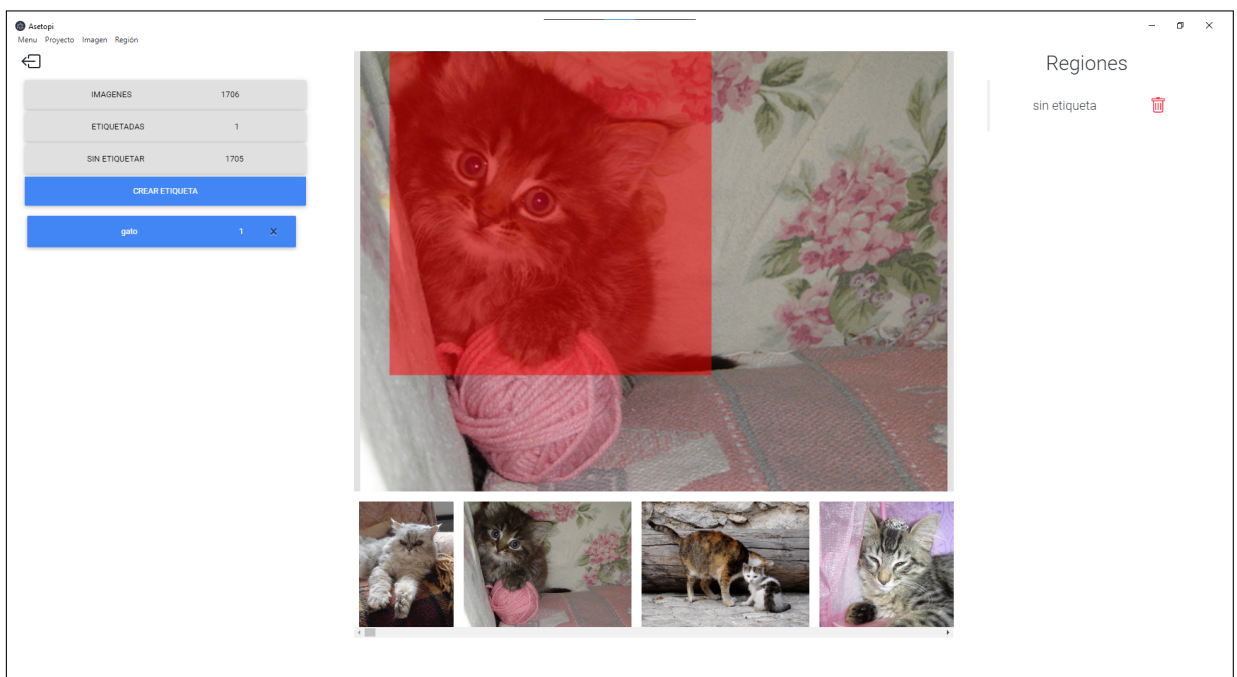 Asetopi
Menu Proyecto Imagen Región
IMAGENES 1706
ETIQUETADAS 1
SIN ETIQUETAR 1705
CREAR ETIQUETA
gato 1 X
Regiones
sin etiqueta